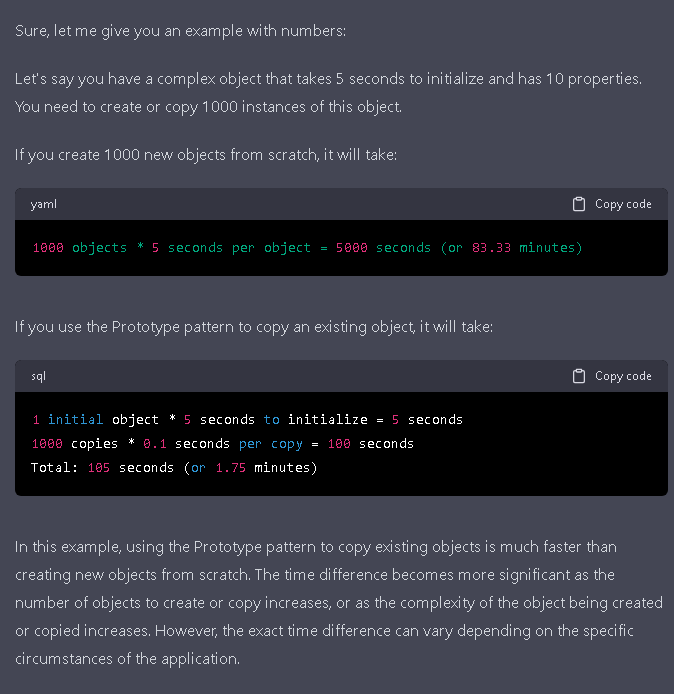 Sure, let me give you an example with numbers:
Let's say you have a complex object that takes 5 seconds to initialize and has 10 properties.
You need to create or copy 1000 instances of this object.
If you create 1000 new objects from scratch, it will take:
yaml Copy code
1000 objects * 5 seconds per object = 5000 seconds (or 83.33 minutes)
If you use the Prototype pattern to copy an existing object, it will take:
sql Copy code
1 initial object * 5 seconds to initialize = 5 seconds
1000 copies * 0.1 seconds per copy = 100 seconds
Total: 105 seconds (or 1.75 minutes)
In this example, using the Prototype pattern to copy existing objects is much faster than
creating new objects from scratch. The time difference becomes more significant as the
number of objects to create or copy increases, or as the complexity of the object being created
or copied increases. However, the exact time difference can vary depending on the specific
circumstances of the application.